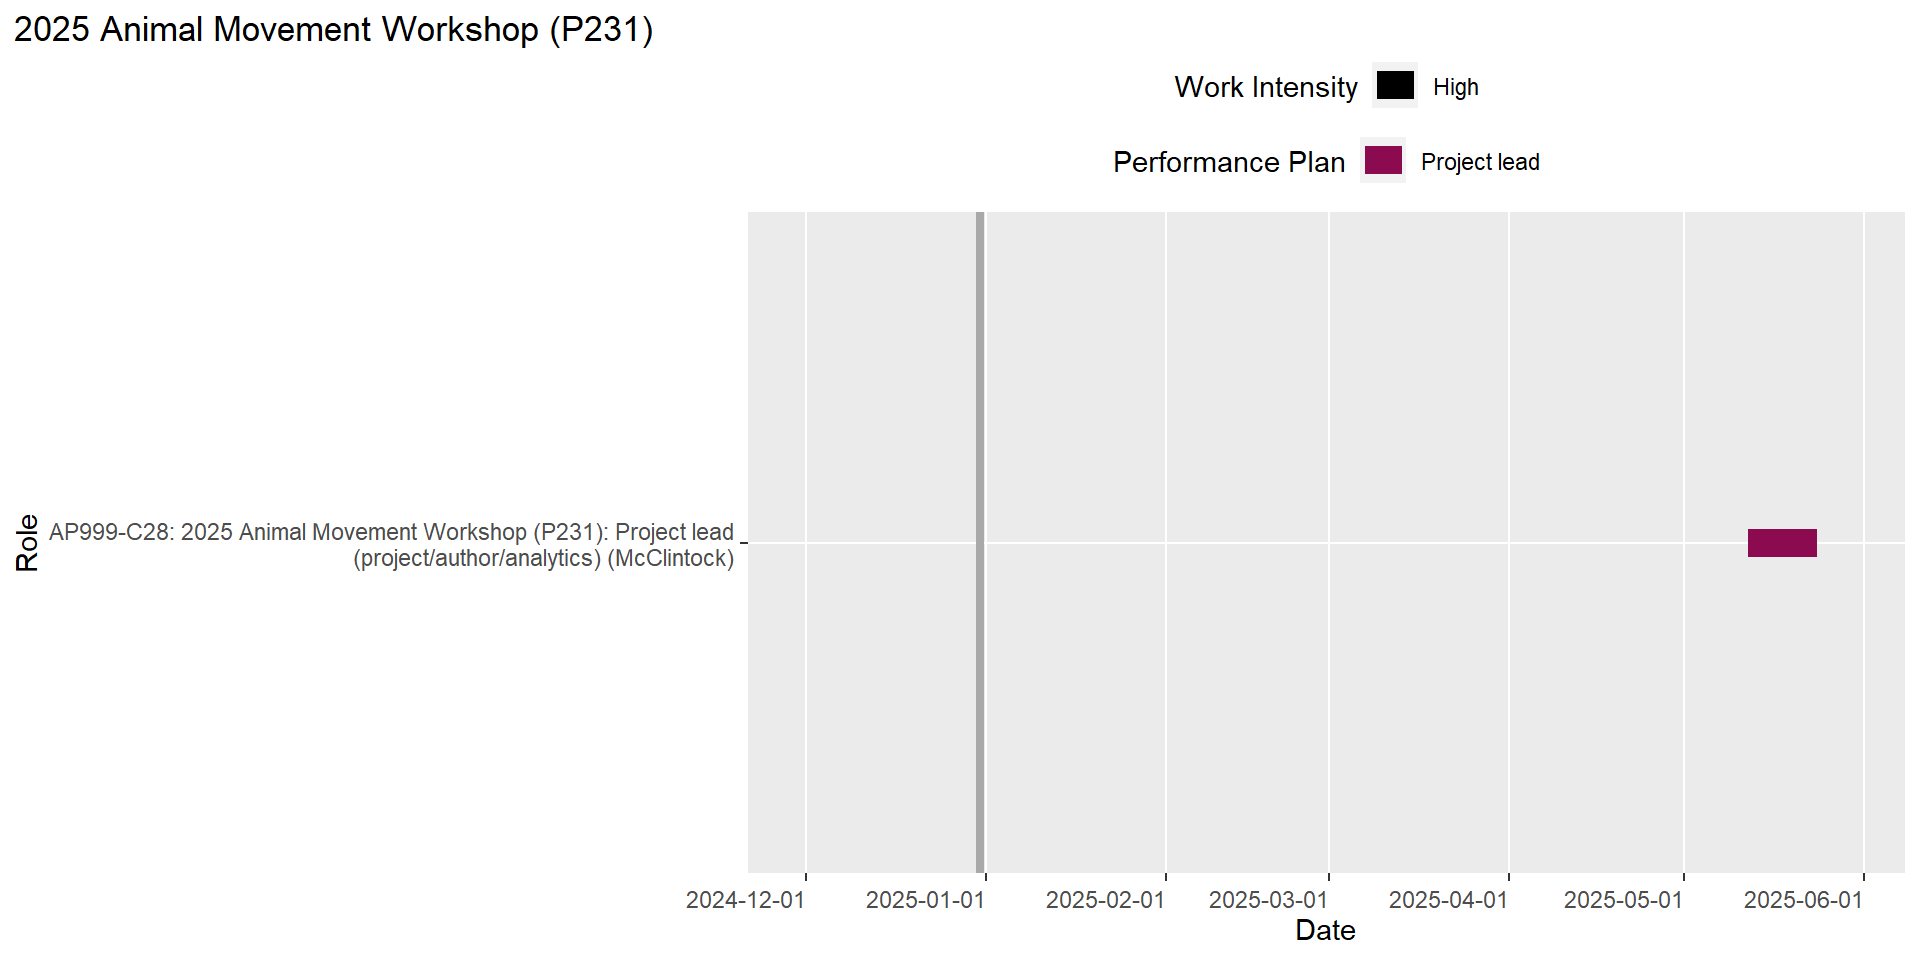 2025 Animal Movement Workshop (P231)
Work Intensity High
Performance Plan Project lead
Role
AP999-C28: 2025 Animal Movement Workshop (P231): Project lead
(project/author/analytics) (McClintock)
2024-12-01 2025-01-01 2025-02-01 2025-03-01 2025-04-01 2025-05-01 2025-06-01
Date